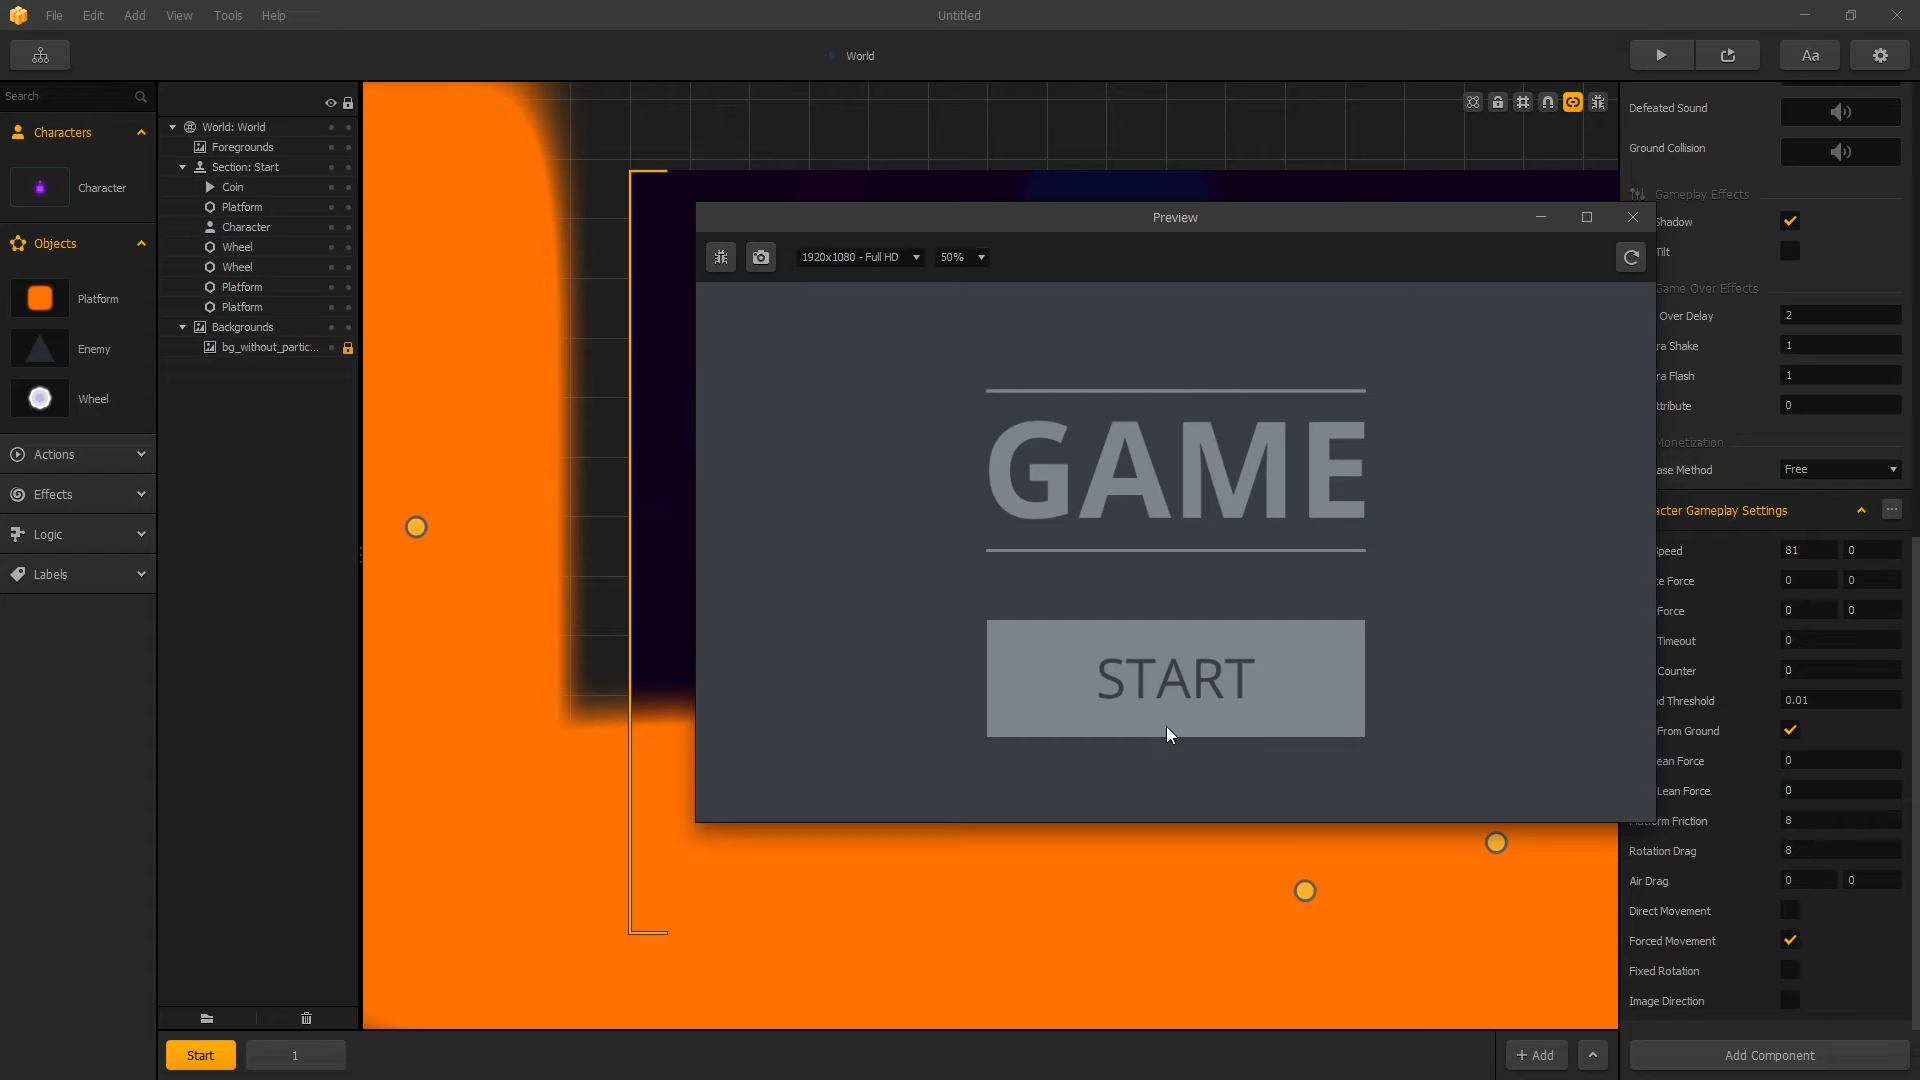 File Edit Add View Tools Help
Untitled
World
Aa
Search
Characters
Character
Objects
Platform
Enemy
Wheel
Actions
Effects
Logic
Labels
World: World
Foregrounds
Section: Start
Coin
Platform
Character
Wheel
Wheel
Platform
Platform
Backgrounds
bg_without_partic...
Preview
1920x1080 - Full HD
50%
GAME
START
Defeated Sound
Ground Collision
Gameplay Effects
Shadow
Tilt
Game Over Effects
Over Delay 2
ra Shake 1
ra Flash 1
ttribute 0
Monetization
ase Method Free
acter Gameplay Settings
Speed 81 0
te Force 0 0
Force 0 0
Timeout 0
Counter 0
nd Threshold 0.01
From Ground
ean Force 0
Lean Force 0
Platform Friction 8
Rotation Drag 8
Air Drag 0 0
Direct Movement
Forced Movement
Fixed Rotation
Image Direction
Start
1
+ Add
Add Component